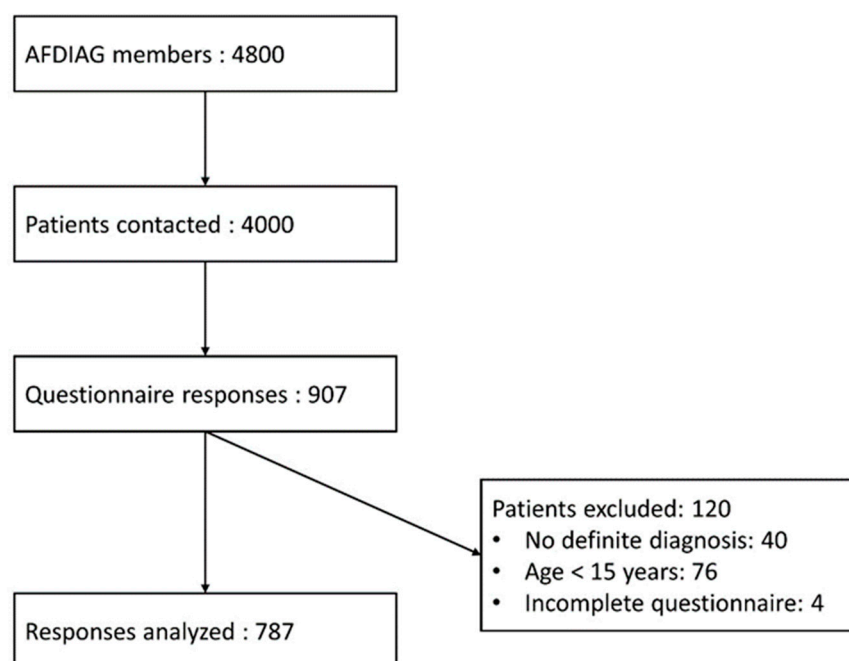 AFDIAG members : 4800
Patients contacted : 4000
Questionnaire responses : 907
Patients excluded: 120
• No definite diagnosis: 40
• Age < 15 years: 76
• Incomplete questionnaire: 4
Responses analyzed : 787